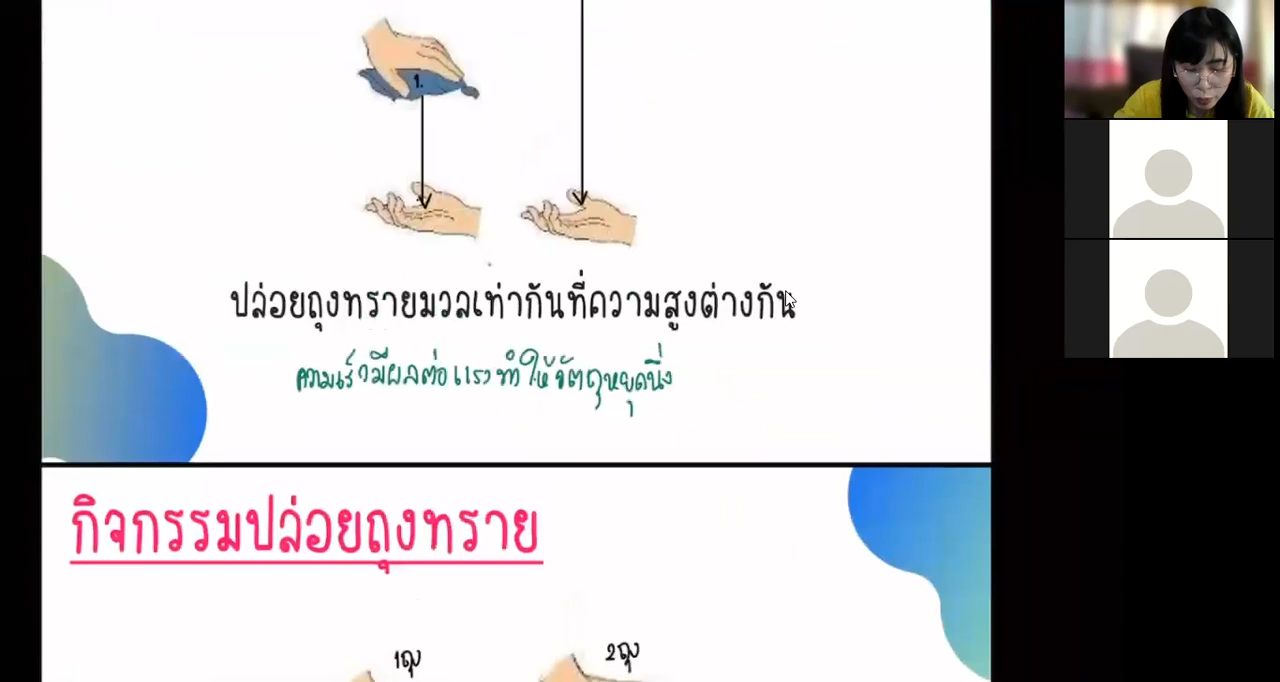 1.
ปล่อยถุงทรายมวลเท่ากันที่ความสูงต่างกัน
ความเร็วมีผลต่อแรงทำให้วัตถุหยุดนิ่ง
กิจกรรมปล่อยถุงทราย
1ถุง 2ถุง